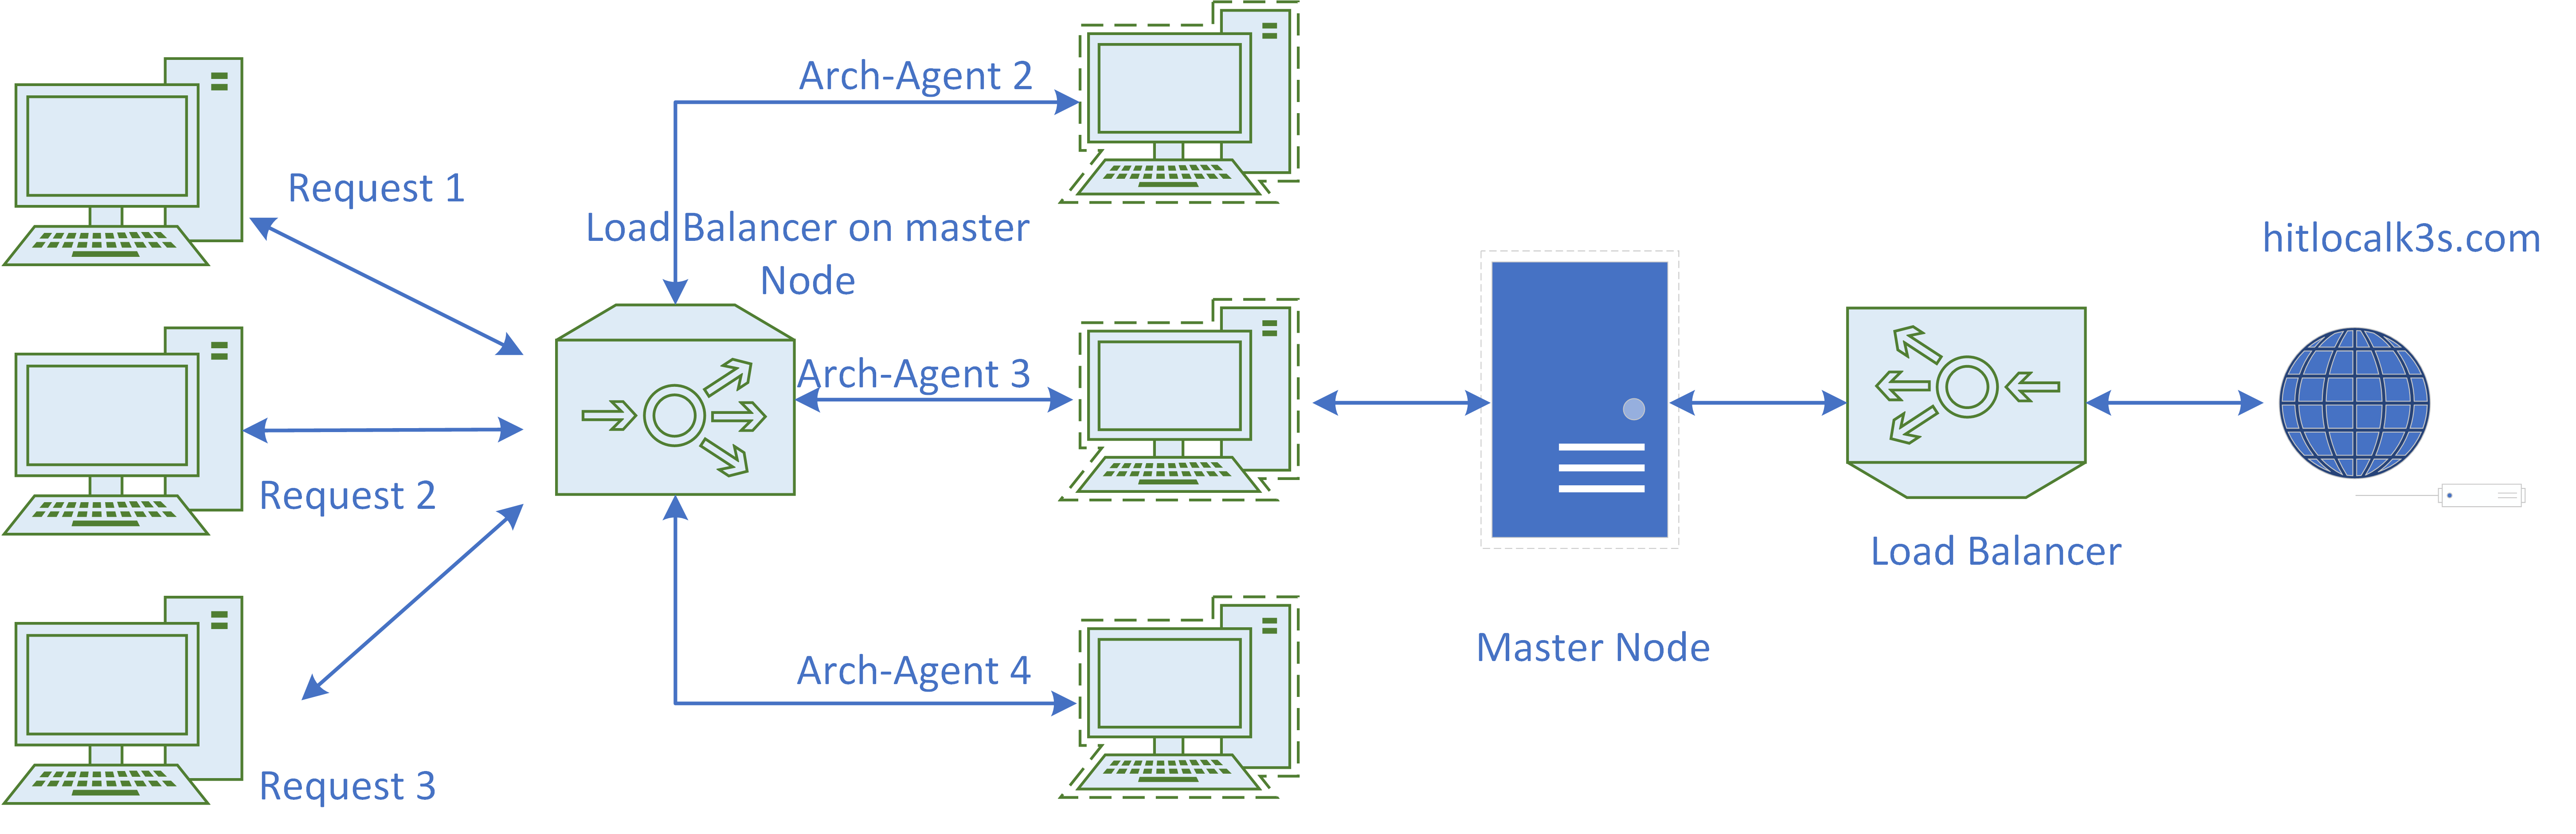 Request 1
Request 2
Request 3
Load Balancer on master
Node
Arch-Agent 2
Arch-Agent 3
Arch-Agent 4
Master Node
Load Balancer
hitlocalk3s.com